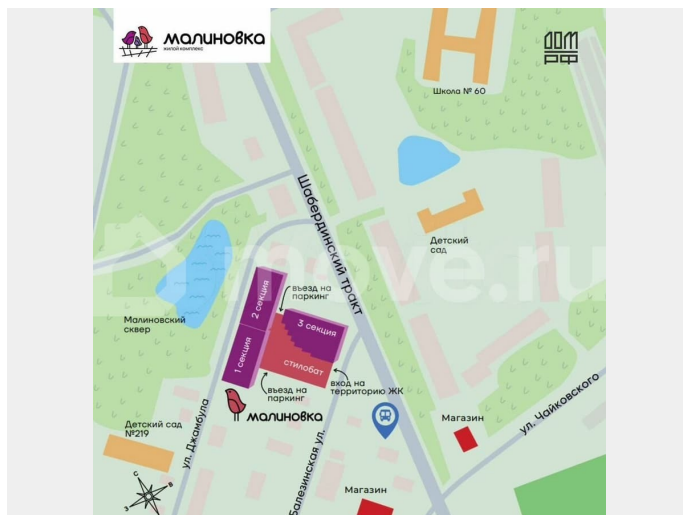 малиновка
жилой комплекс
ДОМ
РФ
Школа № 60
Шабердинский тракт
Детский
сад
move.ru
въезд на
паркинг
2 секция
3 секция
Малиновский
сквер
1 секция
стилобат
въезд на
паркинг
вход на
территорию ЖК
малиновка
ул. Джамбула
Балезинская ул.
Магазин
ул. Чайковского
Детский сад
№219
С
В
З
Магазин